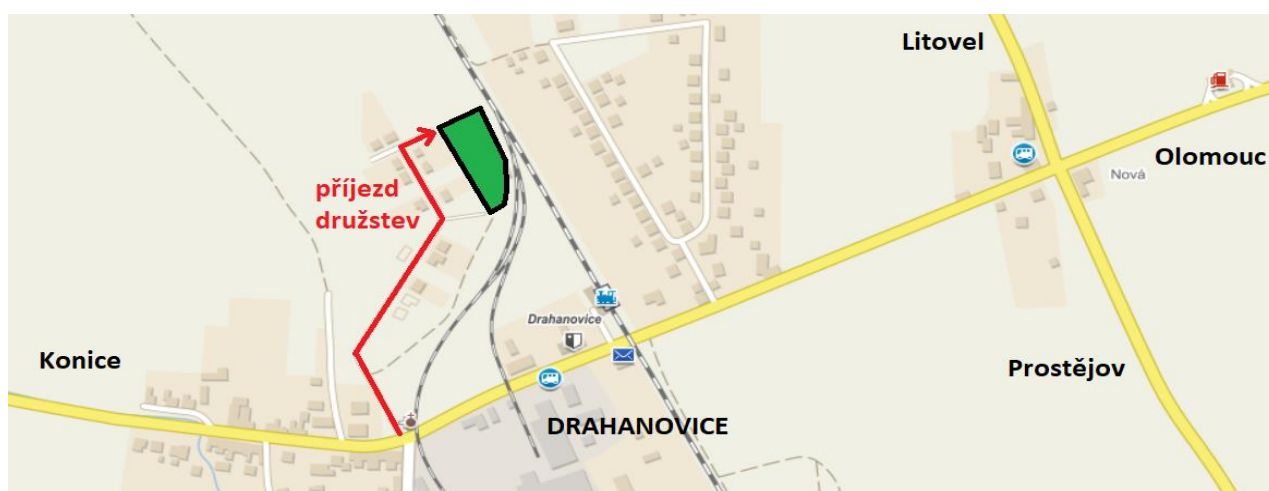 Litovel
Olomouc
Nová
příjezd
družstev
Drahanovice
Konice
Prostějov
DRAHANOVICE